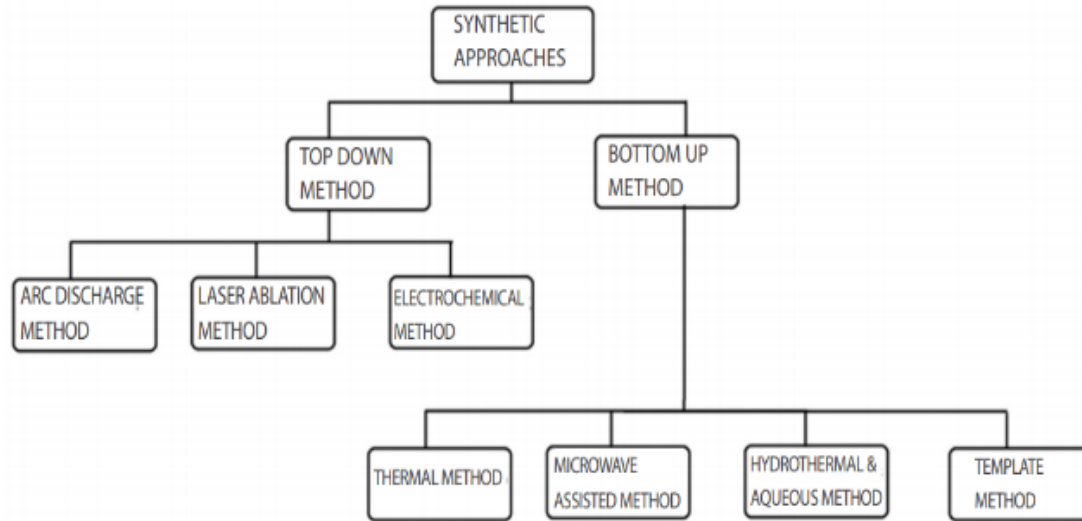 SYNTHETIC
APPROACHES
TOP DOWN
METHOD
BOTTOM UP
METHOD
ARC DISCHARGE
METHOD
LASER ABLATION
METHOD
ELECTROCHEMICAL
METHOD
THERMAL METHOD
MICROWAVE
ASSISTED METHOD
HYDROTHERMAL &
AQUEOUS METHOD
TEMPLATE
METHOD